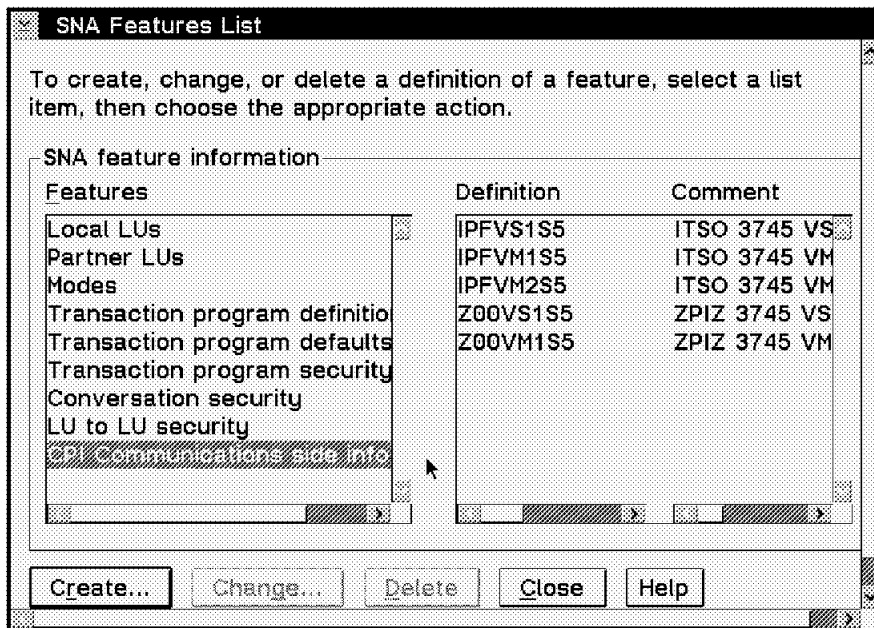 SNA Features List
To create, change, or delete a definition of a feature, select a list
item, then choose the appropriate action.
SNA feature information
Features
Local LUs
Partner LUs
Modes
Transaction program definitio
Transaction program defaults
Transaction program security
Conversation security
LU to LU security
CPI Communications side info
Definition Comment
IPFVS1S5 ITSO 3745 VS
IPFVM1S5 ITSO 3745 VM
IPFVM2S5 ITSO 3745 VM
Z00VS1S5 ZPIZ 3745 VS
Z00VM1S5 ZPIZ 3745 VM
Create... Change... Delete Close Help